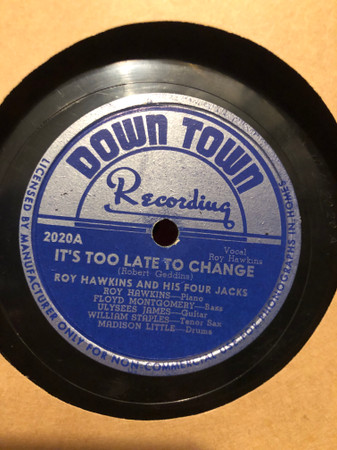 DOWN TOWN
Recording
2020A
Vocal
Roy Hawkins
IT'S TOO LATE TO CHANGE
(Robert Geddins)
ROY HAWKINS AND HIS FOUR JACKS
ROY HAWKINS—Piano
FLOYD MONTGOMERY—Bass
ULYSEES JAMES—Guitar
WILLIAM STAPLES—Tenor Sax
MADISON LITTLE—Drums
LICENSED BY MANUFACTURER ONLY FOR NON-COMMERCIAL USE ON PHONOGRAPHS IN HOMES